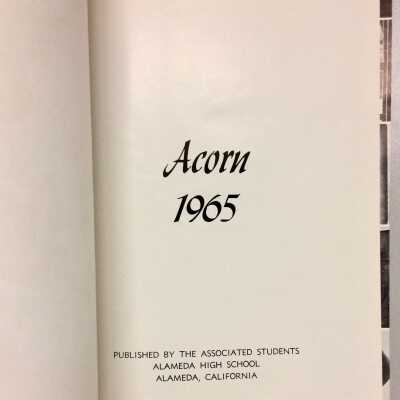 Acorn
1965
PUBLISHED BY THE ASSOCIATED STUDENTS
ALAMEDA HIGH SCHOOL
ALAMEDA, CALIFORNIA